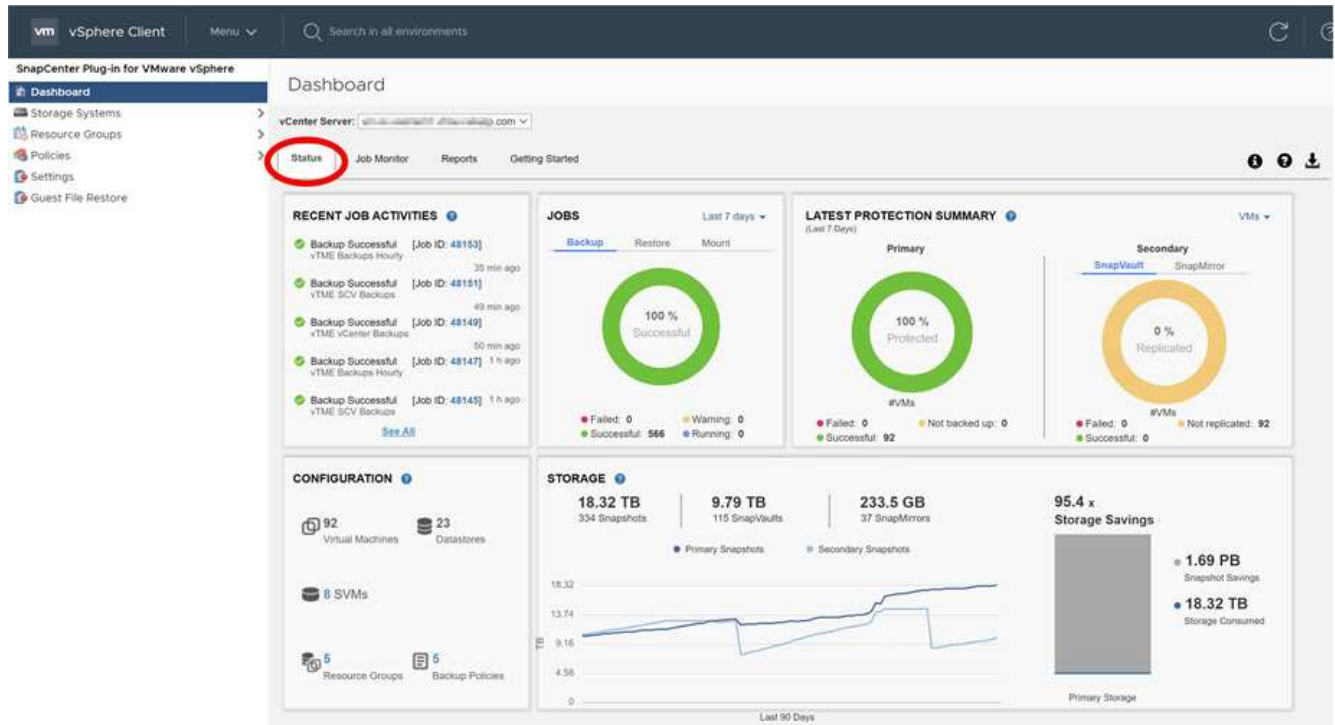 vm vSphere Client Menu Search in all environments
SnapCenter Plug-in for VMware vSphere
Dashboard
Storage Systems
Resource Groups
Policies
Settings
Guest File Restore
Dashboard
vCenter Server: .com
Status Job Monitor Reports Getting Started
RECENT JOB ACTIVITIES
Backup Successful [Job ID: 48153]
vTME Backups Hourly
35 min ago
Backup Successful [Job ID: 48151]
vTME SCV Backups
49 min ago
Backup Successful [Job ID: 48149]
vTME vCenter Backups
50 min ago
Backup Successful [Job ID: 48147] 1 h ago
vTME Backups Hourly
Backup Successful [Job ID: 48145] 1 h ago
vTME SCV Backups
See All
JOBS Last 7 days
Backup Restore Mount
100 %
Successful
Failed: 0 Warning: 0
Successful: 566 Running: 0
LATEST PROTECTION SUMMARY VMs
(Last 7 Days)
Primary
100 %
Protected
#VMs
Failed: 0 Not backed up: 0
Successful: 92
Secondary
SnapVault SnapMirror
0 %
Replicated
#VMs
Failed: 0 Not replicated: 92
Successful: 0
CONFIGURATION
92
Virtual Machines
23
Datastores
8 SVMs
5
Resource Groups
5
Backup Policies
STORAGE
18.32 TB
334 Snapshots
9.79 TB
115 SnapVaults
233.5 GB
37 SnapMirrors
Primary Snapshots Secondary Snapshots
18.32
13.74
9.16
4.58
0
TB
Last 90 Days
95.4 x
Storage Savings
1.69 PB
Snapshot Savings
18.32 TB
Storage Consumed
Primary Storage